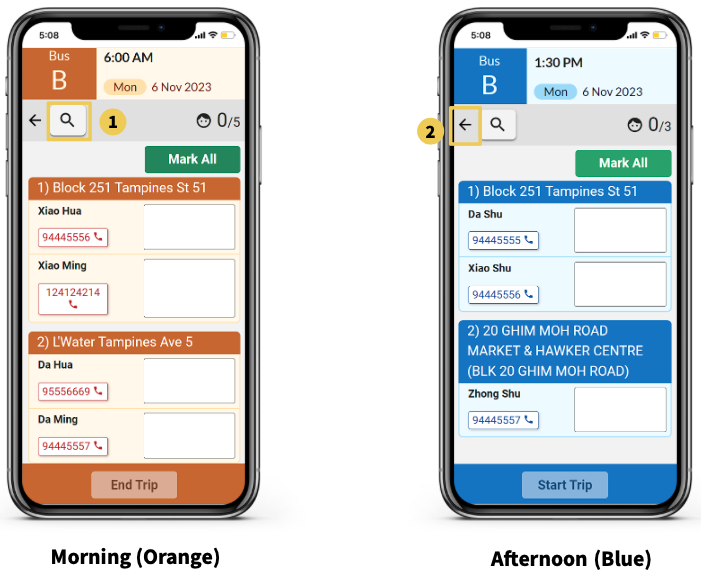 5:08
Bus
B
6:00 AM
Mon 6 Nov 2023
1
0/5
Mark All
1) Block 251 Tampines St 51
Xiao Hua
94445556
Xiao Ming
124124214
2) L'Water Tampines Ave 5
Da Hua
95556669
Da Ming
94445557
End Trip
Morning (Orange)
5:08
Bus
B
1:30 PM
Mon 6 Nov 2023
2
0/3
Mark All
1) Block 251 Tampines St 51
Da Shu
94445555
Xiao Shu
94445556
2) 20 GHIM MOH ROAD
MARKET & HAWKER CENTRE
(BLK 20 GHIM MOH ROAD)
Zhong Shu
94445557
Start Trip
Afternoon (Blue)